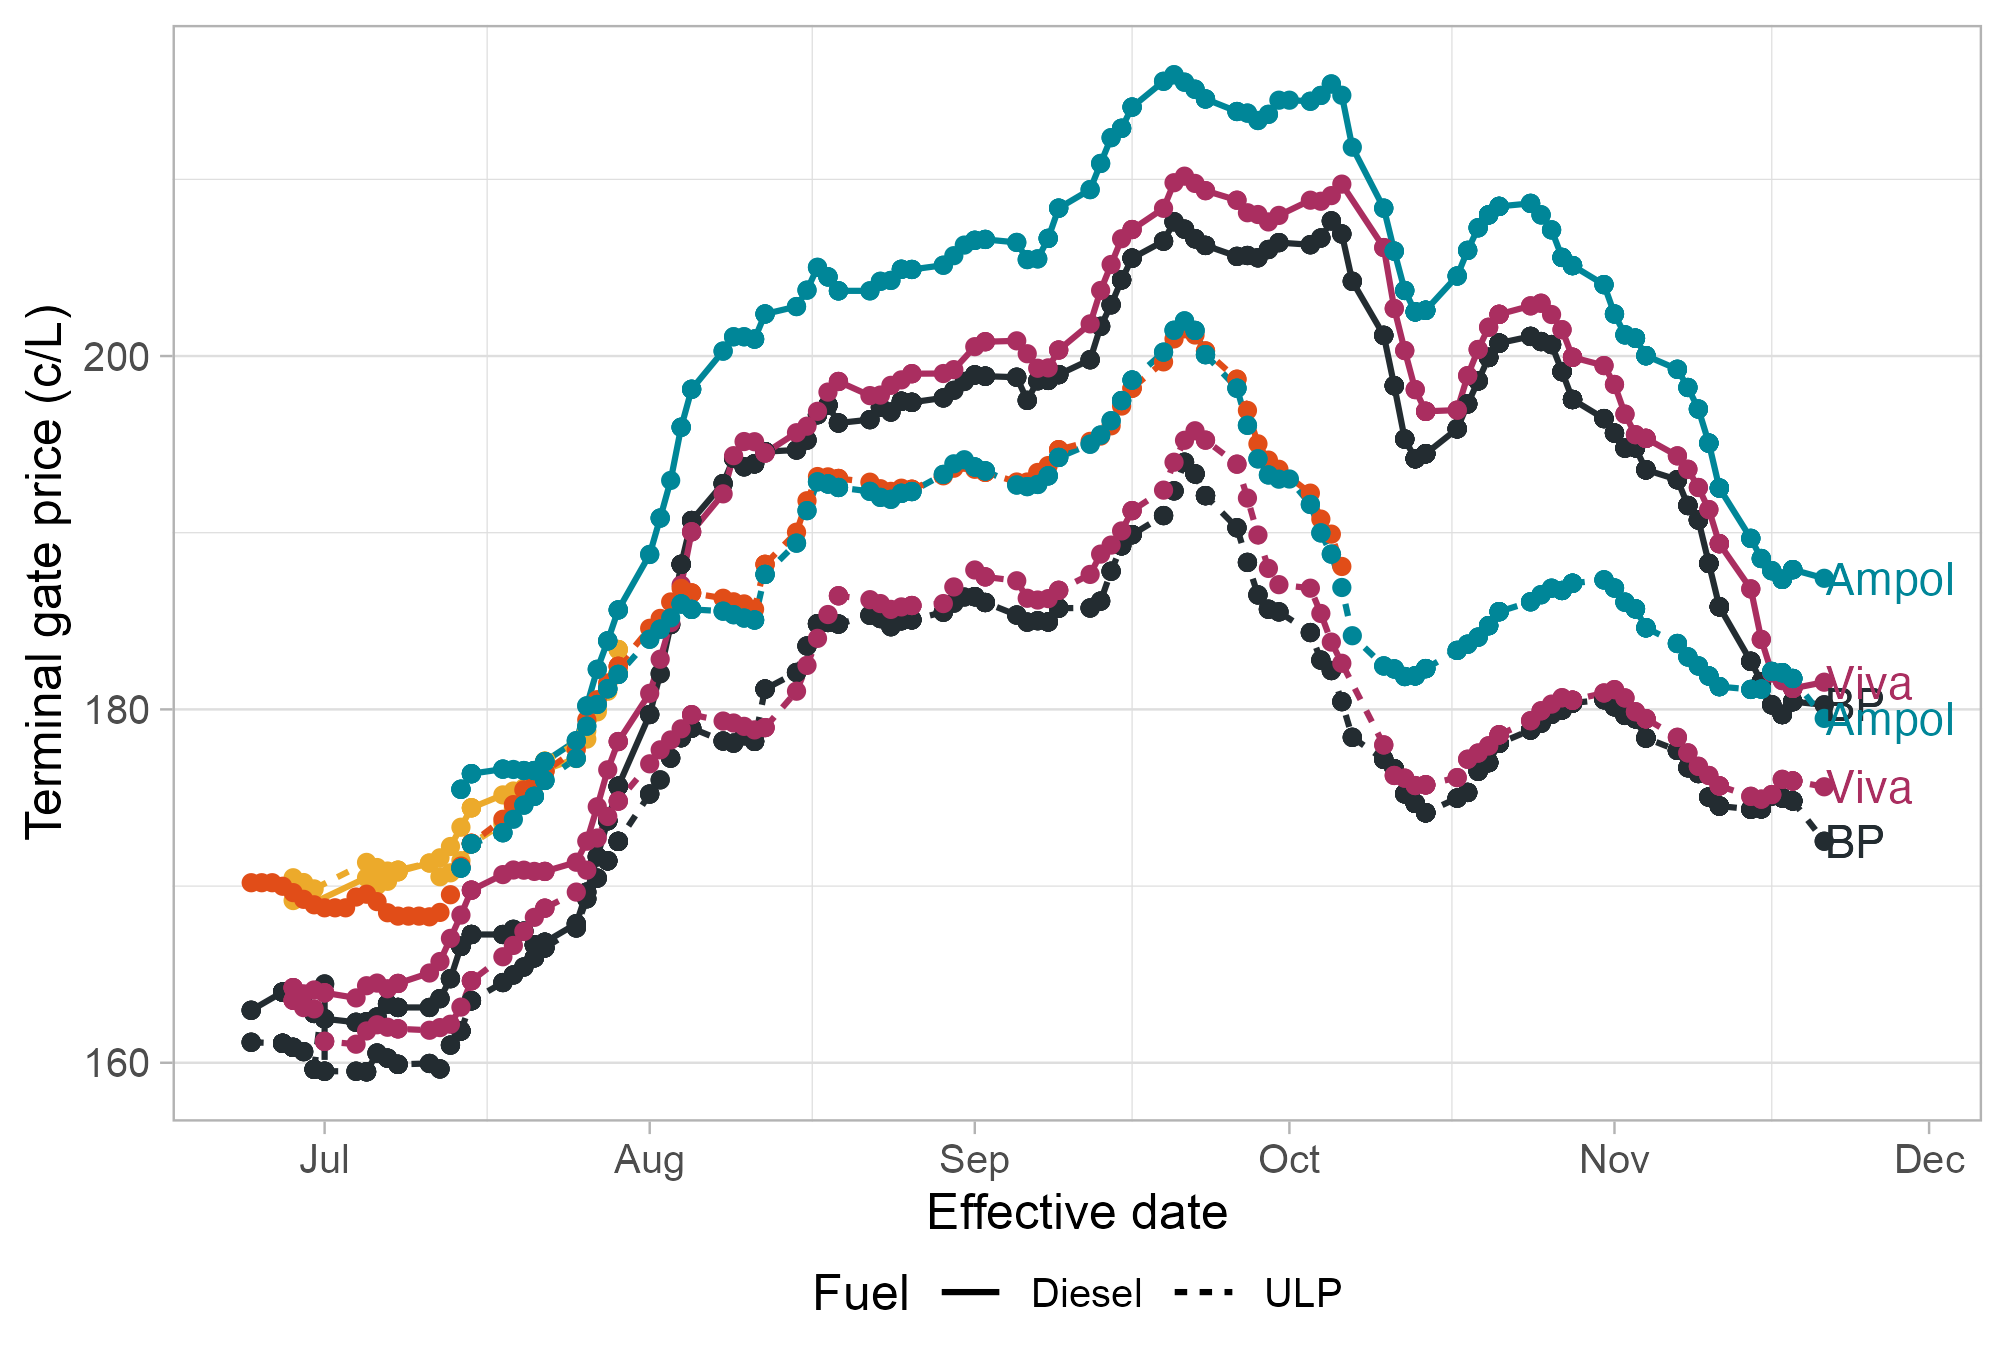 Terminal gate price (c/L)
200
180
160
Ampol
Viva
BP
Ampol
Viva
BP
Jul Aug Sep Oct Nov Dec
Effective date
Fuel Diesel ULP